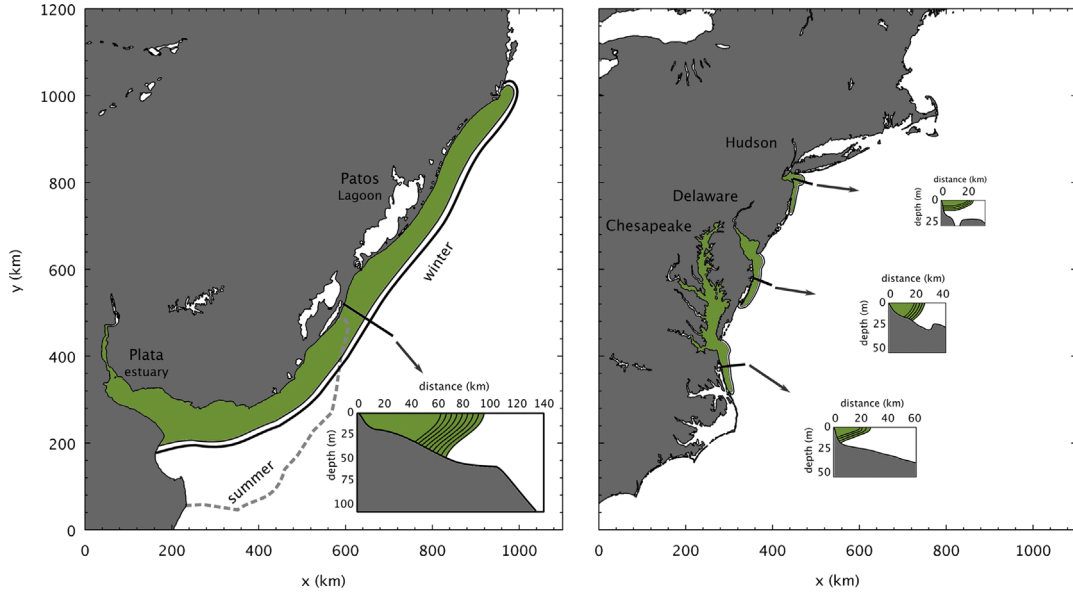 1200
1000
800
600
400
200
0
y (km)
0
200
400
600
800
1000
x (km)
Patos
Lagoon
Plata
estuary
winter
summer
distance (km)
0 20 40 60 80 100 120 140
0
25
50
75
100
depth (m)
Hudson
Delaware
Chesapeake
distance (km)
0 20
0
25
depth (m)
distance (km)
0 20 40
0
25
50
depth (m)
distance (km)
0 20 40 60
0
25
50
depth (m)
0
200
400
600
800
1000
x (km)